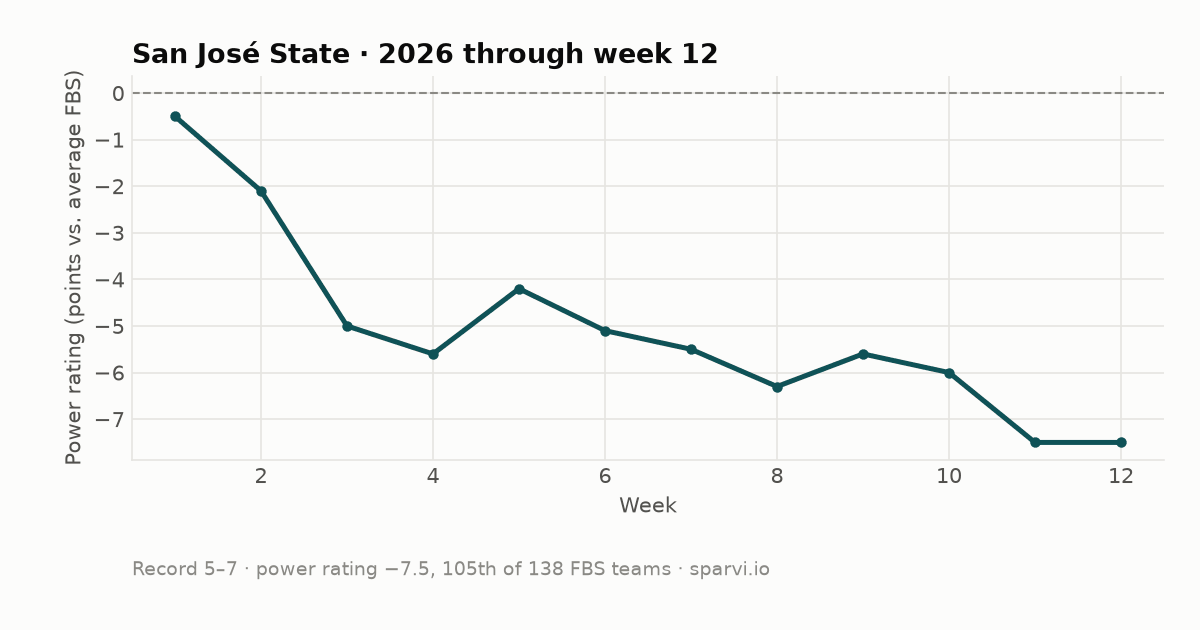 San José State · 2026 through week 12
Power rating (points vs. average FBS)
0
−1
−2
−3
−4
−5
−6
−7
2 4 6 8 10 12
Week
Record 5–7 · power rating −7.5, 105th of 138 FBS teams · sparvi.io